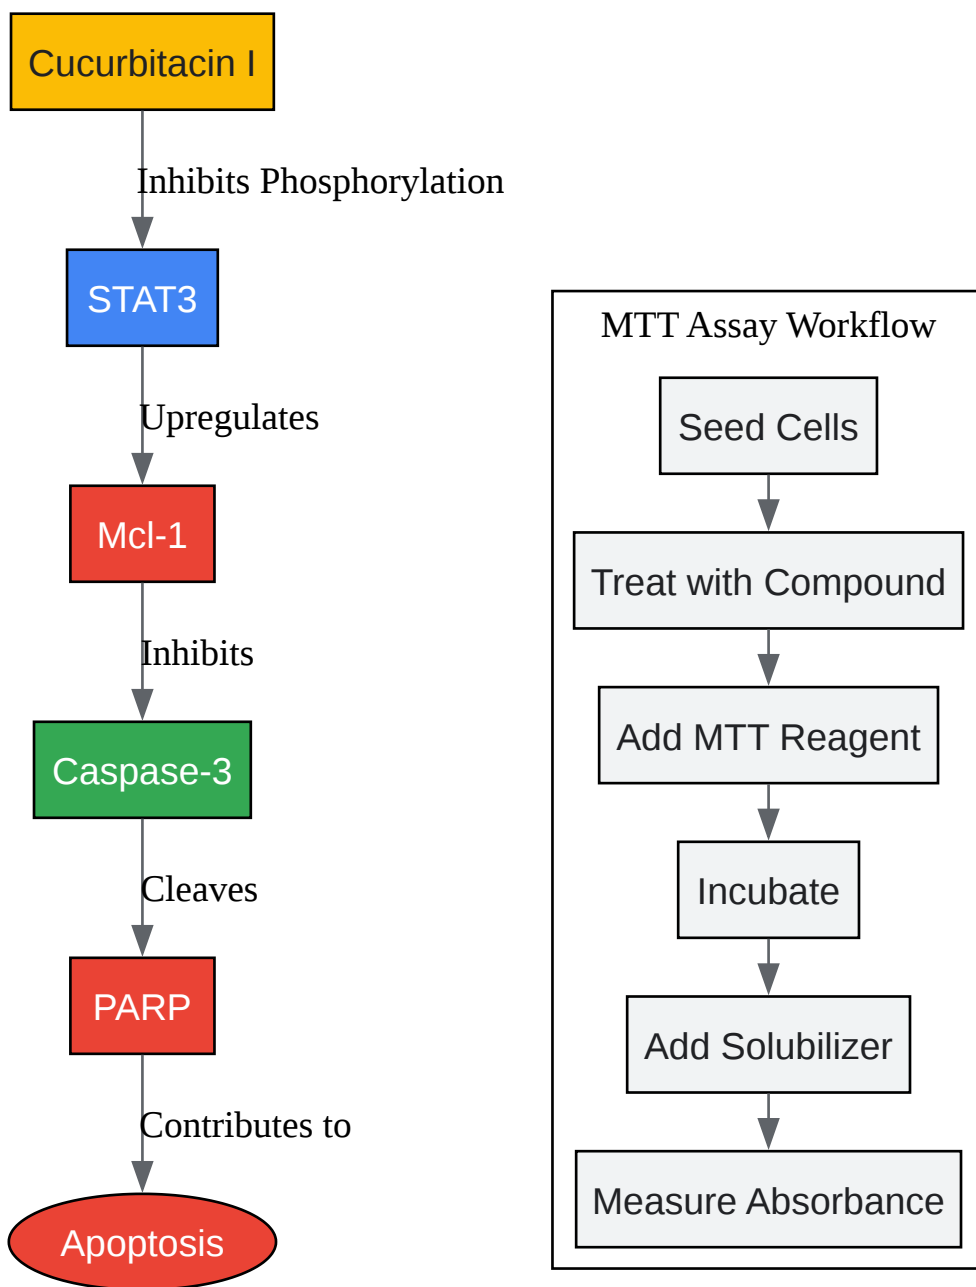 Cucurbitacin I
Inhibits Phosphorylation
STAT3
Upregulates
Mcl-1
Inhibits
Caspase-3
Cleaves
PARP
Contributes to
Apoptosis
MTT Assay Workflow
Seed Cells
Treat with Compound
Add MTT Reagent
Incubate
Add Solubilizer
Measure Absorbance